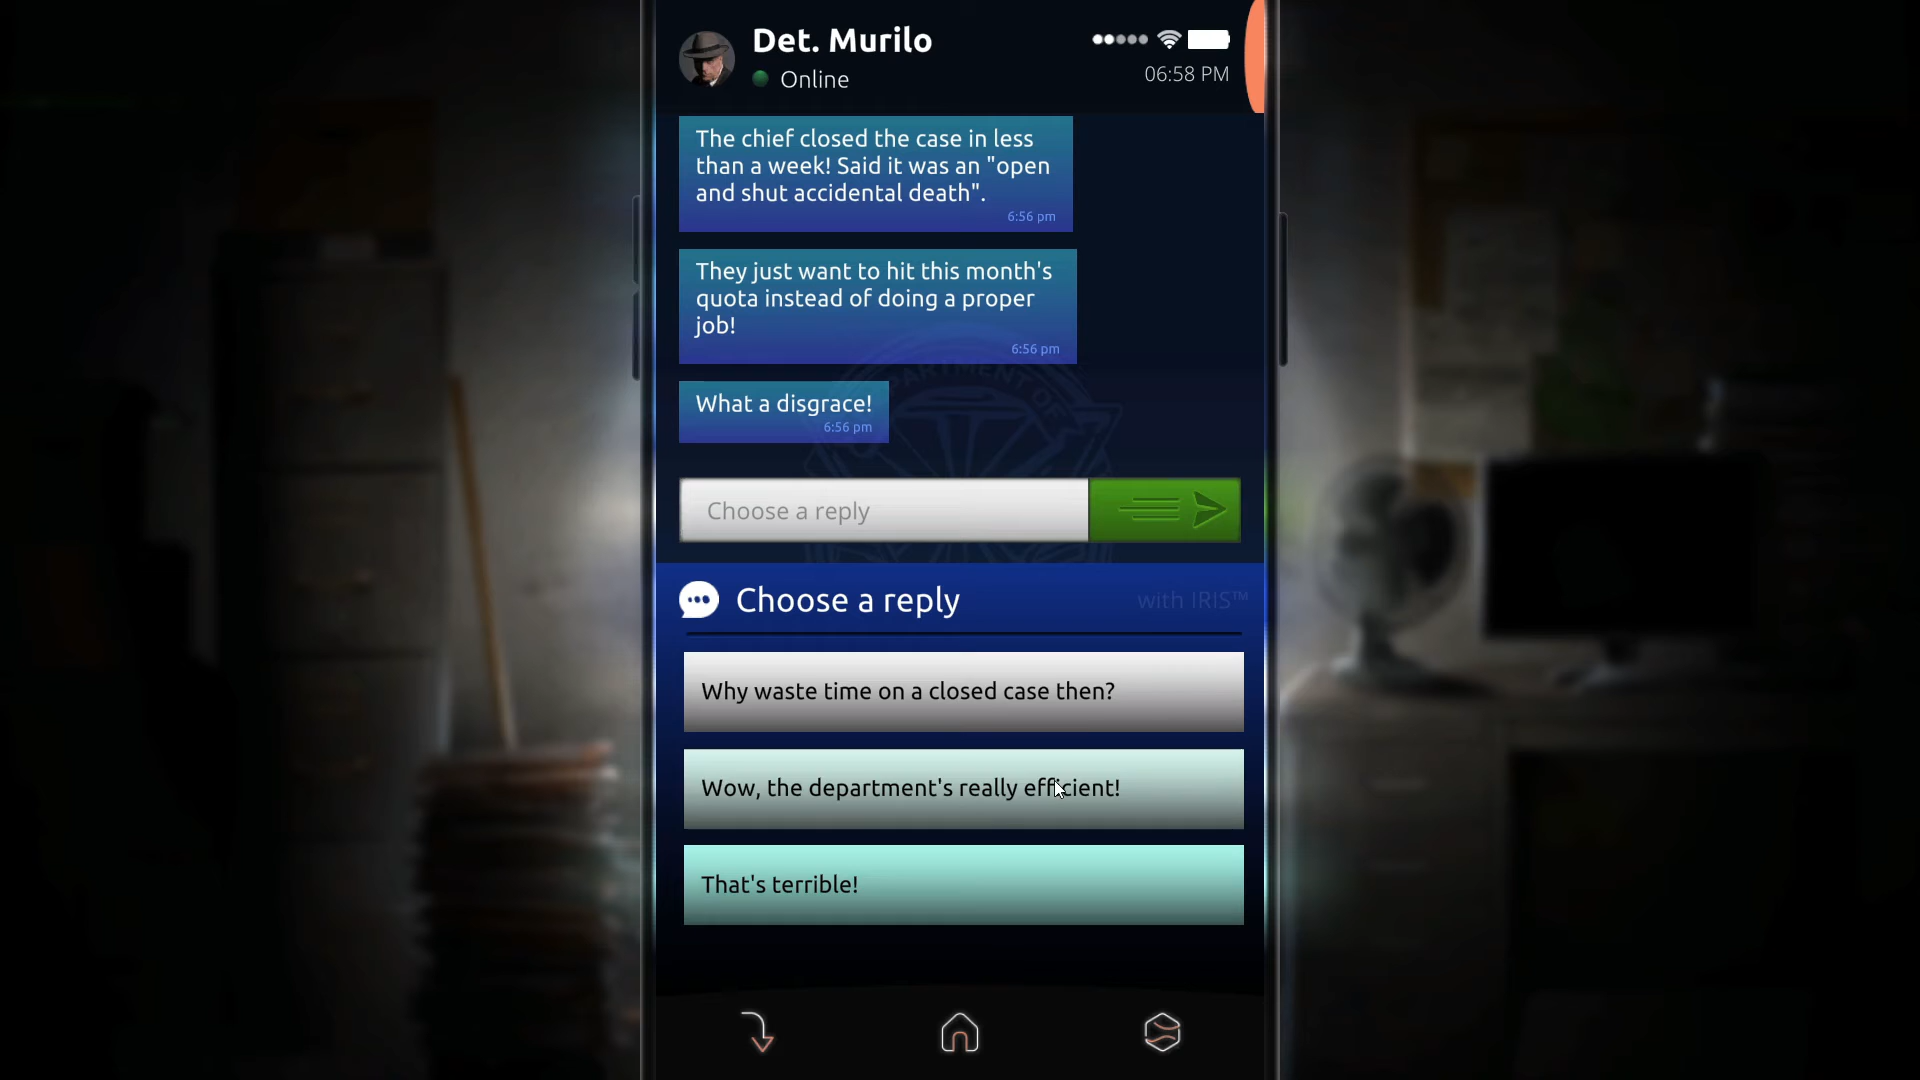 Det. Murilo
Online
06:58 PM
The chief closed the case in less
than a week! Said it was an "open
and shut accidental death".
6:56 pm
They just want to hit this month's
quota instead of doing a proper
job!
6:56 pm
What a disgrace!
6:56 pm
Choose a reply
Choose a reply
with IRIS™
Why waste time on a closed case then?
Wow, the department's really efficient!
That's terrible!